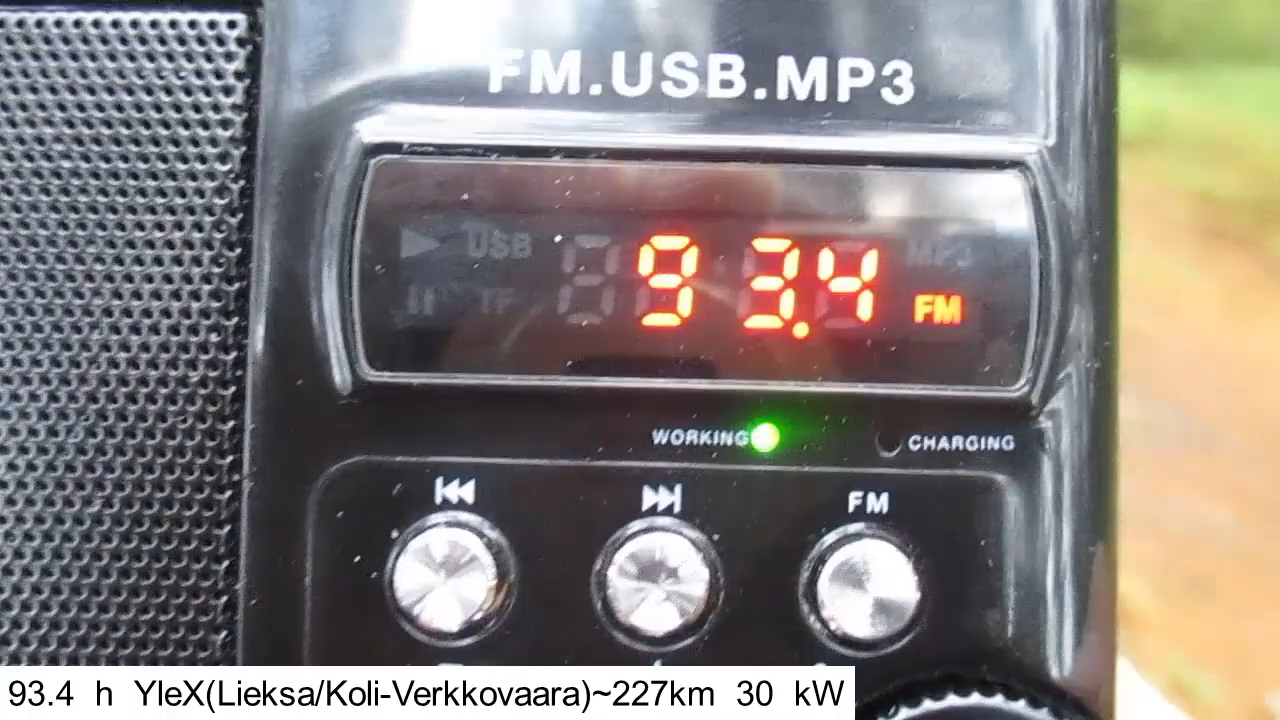 FM.USB.MP3
USB 93.4 MP3
TF FM
WORKING CHARGING
FM
93.4 h YleX(Lieksa/Koli-Verkkovaara)~227km 30 kW